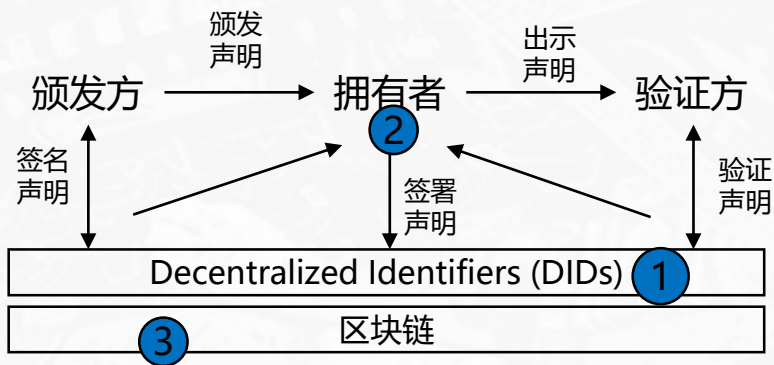 颁发
声明
出示
声明
颁发方
拥有者
验证方
2
签名
声明
签署
声明
验证
声明
Decentralized Identifiers (DIDs)
1
区块链
3